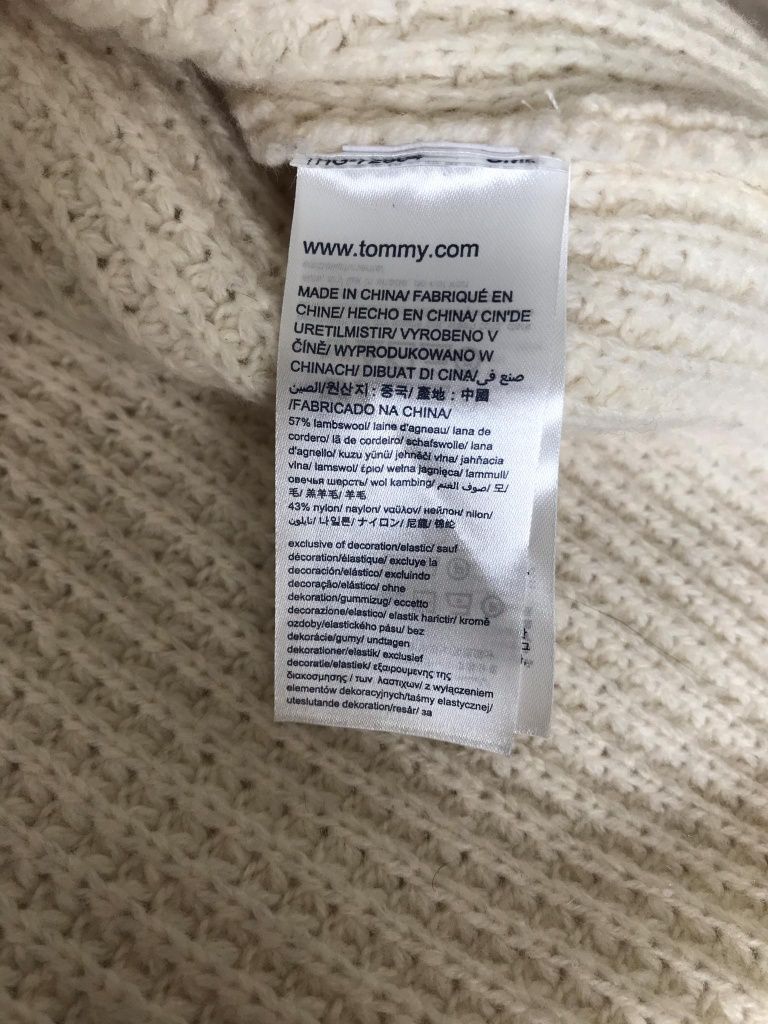 www.tommy.com
MADE IN CHINA/ FABRIQUÉ EN
CHINE/ HECHO EN CHINA/ CIN'DE
URETILMISTIR/ VYROBENO V
ČÍNĚ/ WYPRODUKOWANO W
CHINACH/ DIBUAT DI CINA/صنع في
الصين/원산지 : 중국/ 產地 : 中國
/FABRICADO NA CHINA/
57% lambswool/ laine d'agneau/ lana de
cordero/ lã de cordeiro/ schafswolle/ lana
d'agnello/ kuzu yünü/ jehněčí vlna/ jahňacia
vlna/ lamswol/ έριο/ wełna jagnięca/ lammull/
овечья шерсть/ wol kambing/ صوف الغنم/ 모/
毛/ 羔羊毛/ 羊毛
43% nylon/ naylon/ ναϋλον/ нейлон/ nilon/
نايلون/ 나일론/ ナイロン/ 尼龍/ 锦纶
exclusive of decoration/elastic/ sauf
décoration/élastique/ excluye la
decoración/elástico/ excluindo
decoração/elástico/ ohne
dekoration/gummizug/ eccetto
decorazione/elastico/ elastik harictir/ kromě
ozdoby/elastického pásu/ bez
dekorácie/gumy/ undtagen
dekorationer/elastik/ exclusief
decoratie/elastiek/ εξαιρουμένης της
διακοσμησης / των λαστιχων/ z wyłączeniem
elementów dekoracyjnych/taśmy elastycznej/
uteslutande dekoration/resår/ за